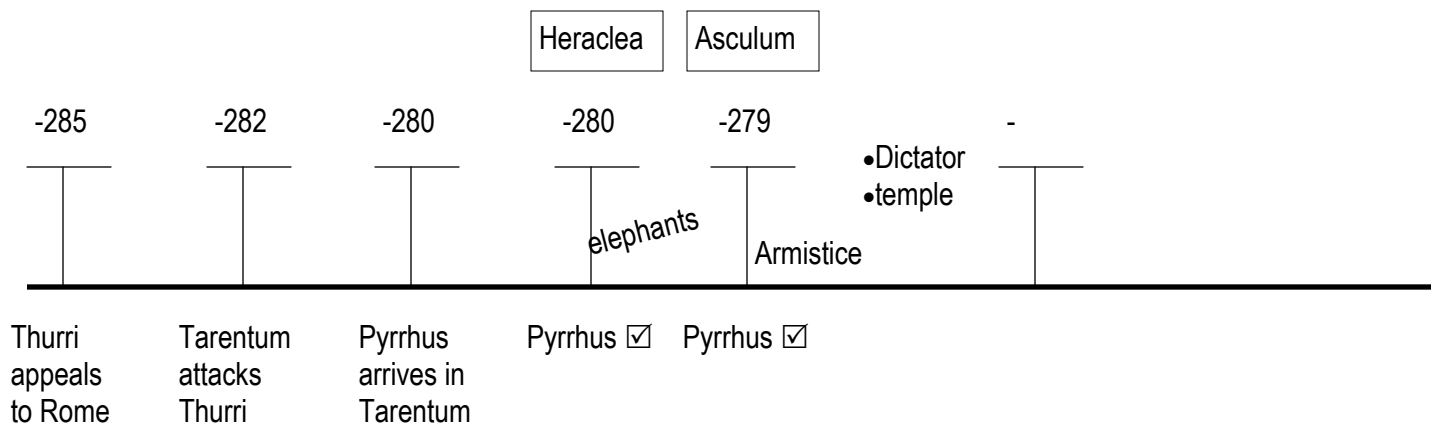 Heraclea
Asculum
-285
-282
-280
-280
-279
-
•Dictator
•temple
elephants
Armistice
Thurri
appeals
to Rome
Tarentum
attacks
Thurri
Pyrrhus
arrives in
Tarentum
Pyrrhus ☑
Pyrrhus ☑